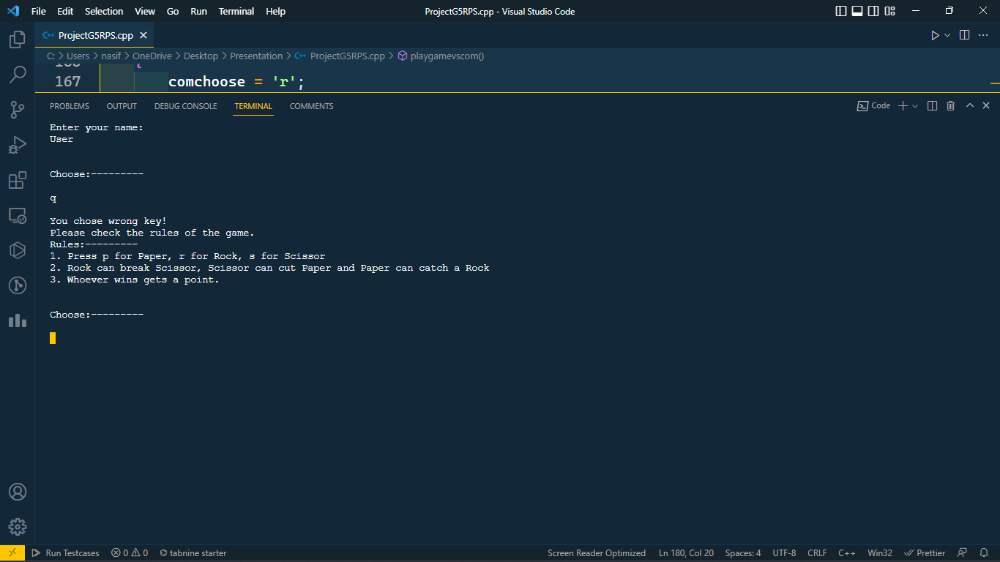 File Edit Selection View Go Run Terminal Help ProjectG5RPS.cpp - Visual Studio Code
ProjectG5RPS.cpp
C: > Users > nasif > OneDrive > Desktop > Presentation > ProjectG5RPS.cpp > playgamevscom()
{
167 comchoose = 'r';
PROBLEMS OUTPUT DEBUG CONSOLE TERMINAL COMMENTS Code
Enter your name:
User
Choose:---------
q
You chose wrong key!
Please check the rules of the game.
Rules:---------
1. Press p for Paper, r for Rock, s for Scissor
2. Rock can break Scissor, Scissor can cut Paper and Paper can catch a Rock
3. Whoever wins gets a point.
Choose:---------
Run Testcases 0 0 tabnine starter Screen Reader Optimized Ln 180, Col 20 Spaces: 4 UTF-8 CRLF C++ Win32 Prettier